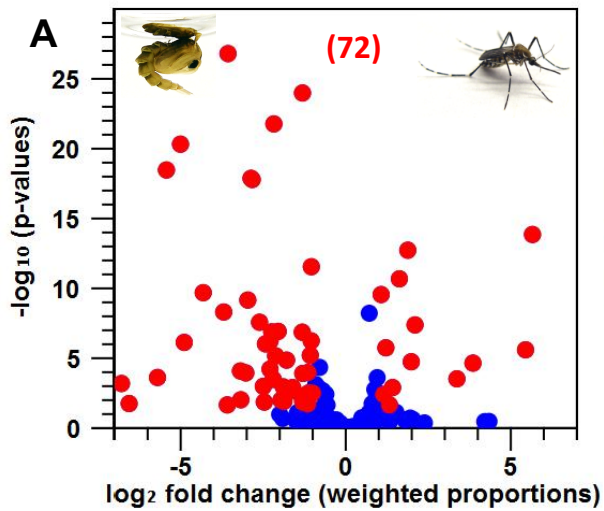 A
(72)
25
20
15
10
5
0
-log₁₀ (p-values)
-5 0 5
log₂ fold change (weighted proportions)